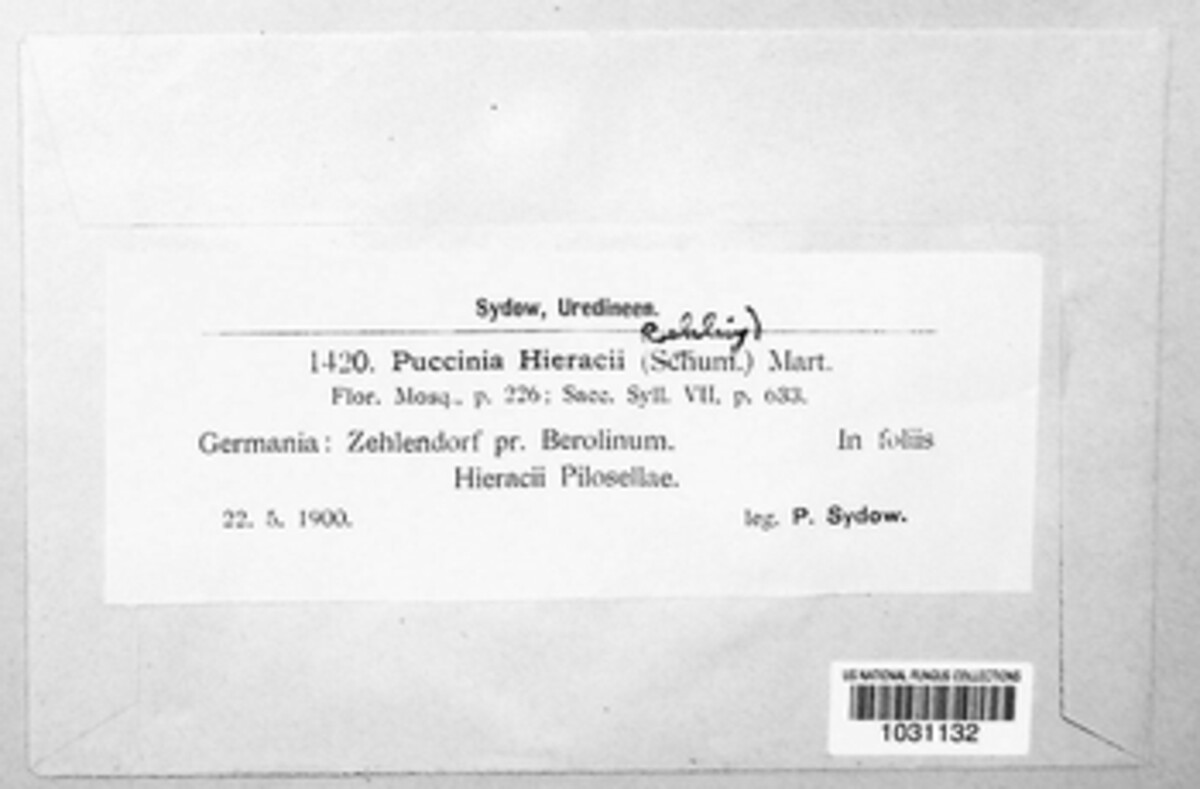 Sydow, Uredineen.
Röhling)
1420. Puccinia Hieracii (Schum.) Mart.
Flor. Mosq., p. 226; Sacc. Syll. VII, p. 633.
Germania: Zehlendorf pr. Berolinum. In foliis
Hieracii Pilosellae.
22. 5. 1900. leg. P. Sydow.
US NATIONAL FUNGUS COLLECTIONS
1031132